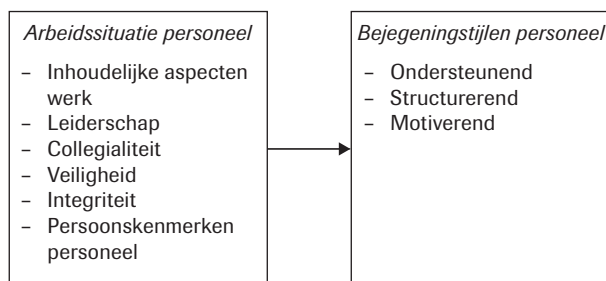 Arbeidssituatie personeel
– Inhoudelijke aspecten
werk
– Leiderschap
– Collegialiteit
– Veiligheid
– Integriteit
– Persoonskenmerken
personeel
Bejegeningstijlen personeel
– Ondersteunend
– Structurerend
– Motiverend